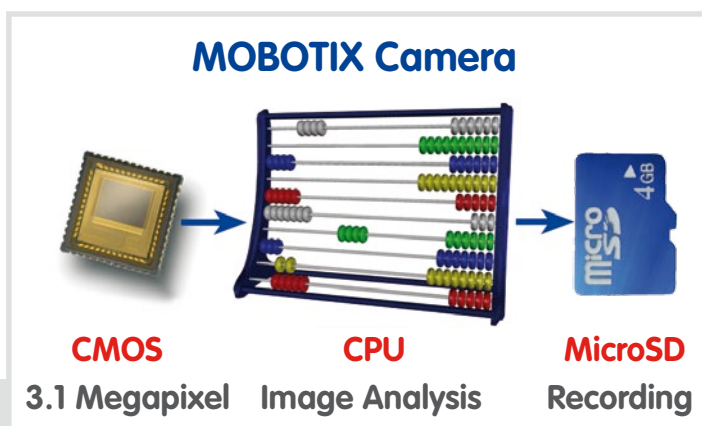 MOBOTIX Camera
4GB
micro
SD
CMOS
CPU
MicroSD
3.1 Megapixel
Image Analysis
Recording